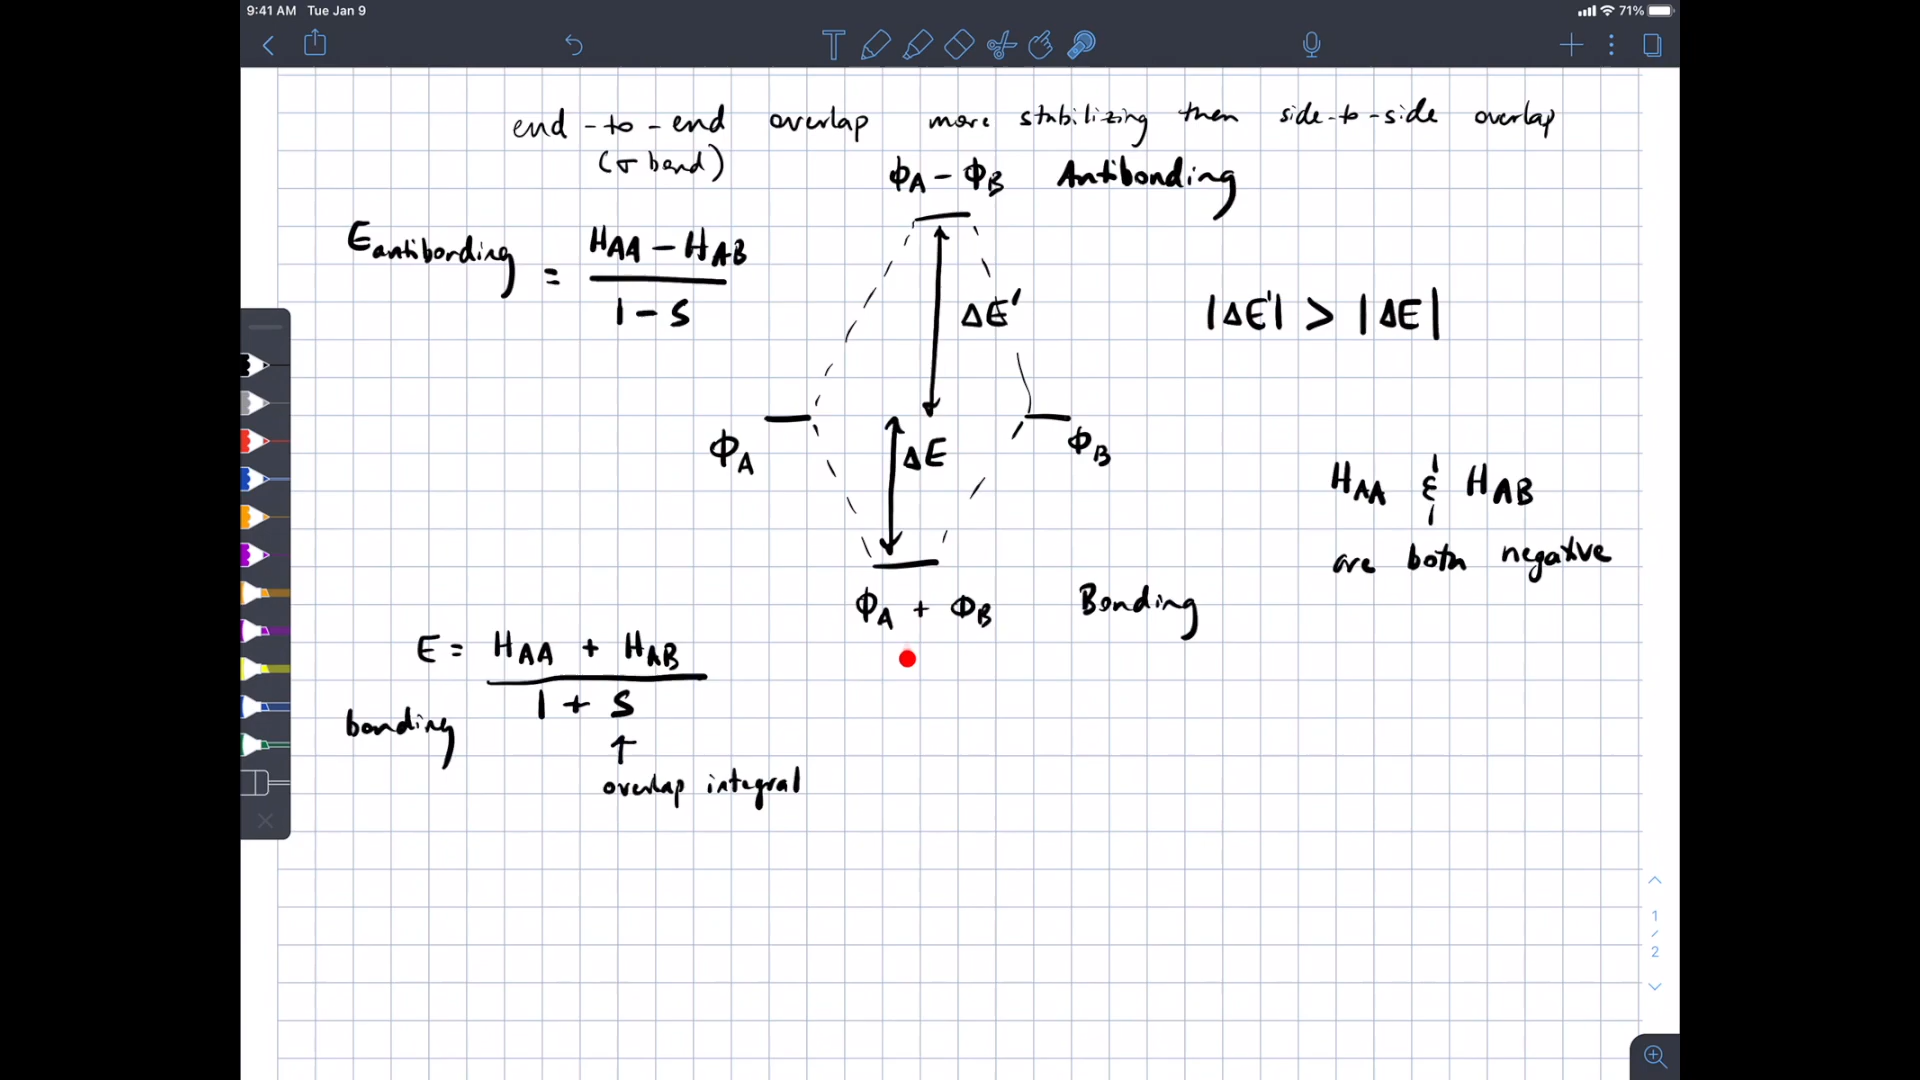 9:41 AM Tue Jan 9
71%
end-to-end overlap more stabilizing then side-to-side overlap
(σ bond)
ΦA - ΦB Antibonding
Eantibonding = HAA - HAB / 1 - S
ΔE'
|ΔE'| > |ΔE|
ΦA
ΔE
ΦB
HAA & HAB
are both negative
ΦA + ΦB Bonding
E = HAA + HAB / 1 + S
bonding
↑
overlap integral
1
/
2